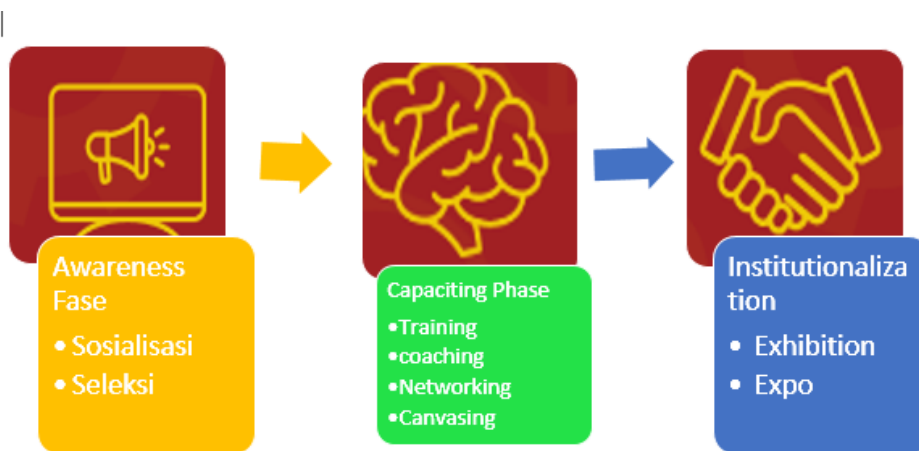 Awareness
Fase
• Sosialisasi
• Seleksi
Capaciting Phase
•Training
•coaching
•Networking
•Canvasing
Institutionaliza
tion
• Exhibition
• Expo